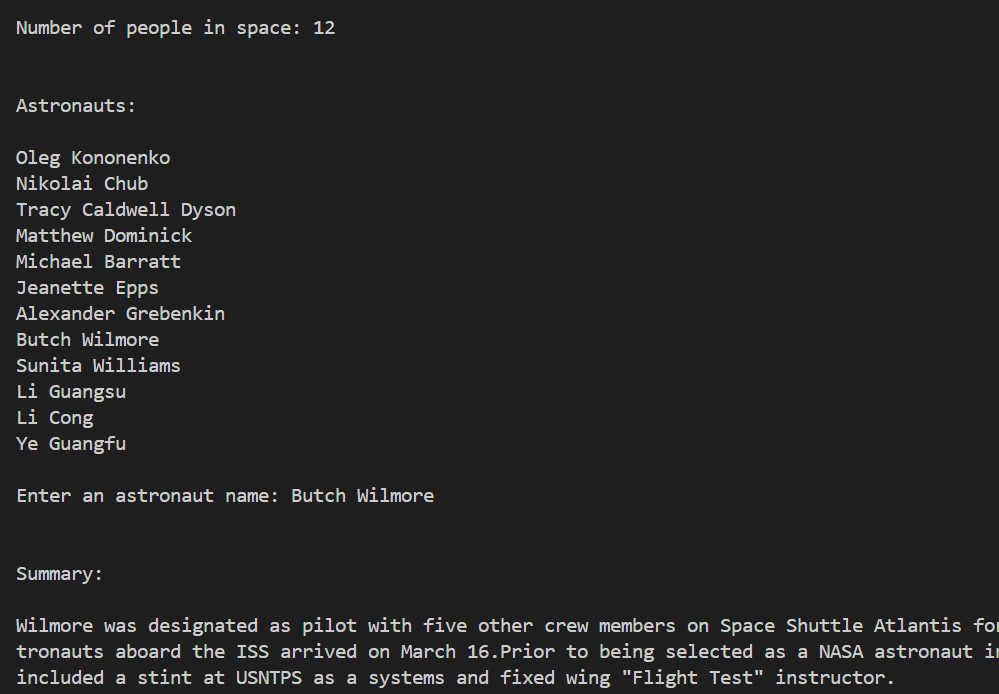 Number of people in space: 12
Astronauts:
Oleg Kononenko
Nikolai Chub
Tracy Caldwell Dyson
Matthew Dominick
Michael Barratt
Jeanette Epps
Alexander Grebenkin
Butch Wilmore
Sunita Williams
Li Guangsu
Li Cong
Ye Guangfu
Enter an astronaut name: Butch Wilmore
Summary:
Wilmore was designated as pilot with five other crew members on Space Shuttle Atlantis for
tronauts aboard the ISS arrived on March 16.Prior to being selected as a NASA astronaut in
included a stint at USNTPS as a systems and fixed wing "Flight Test" instructor.